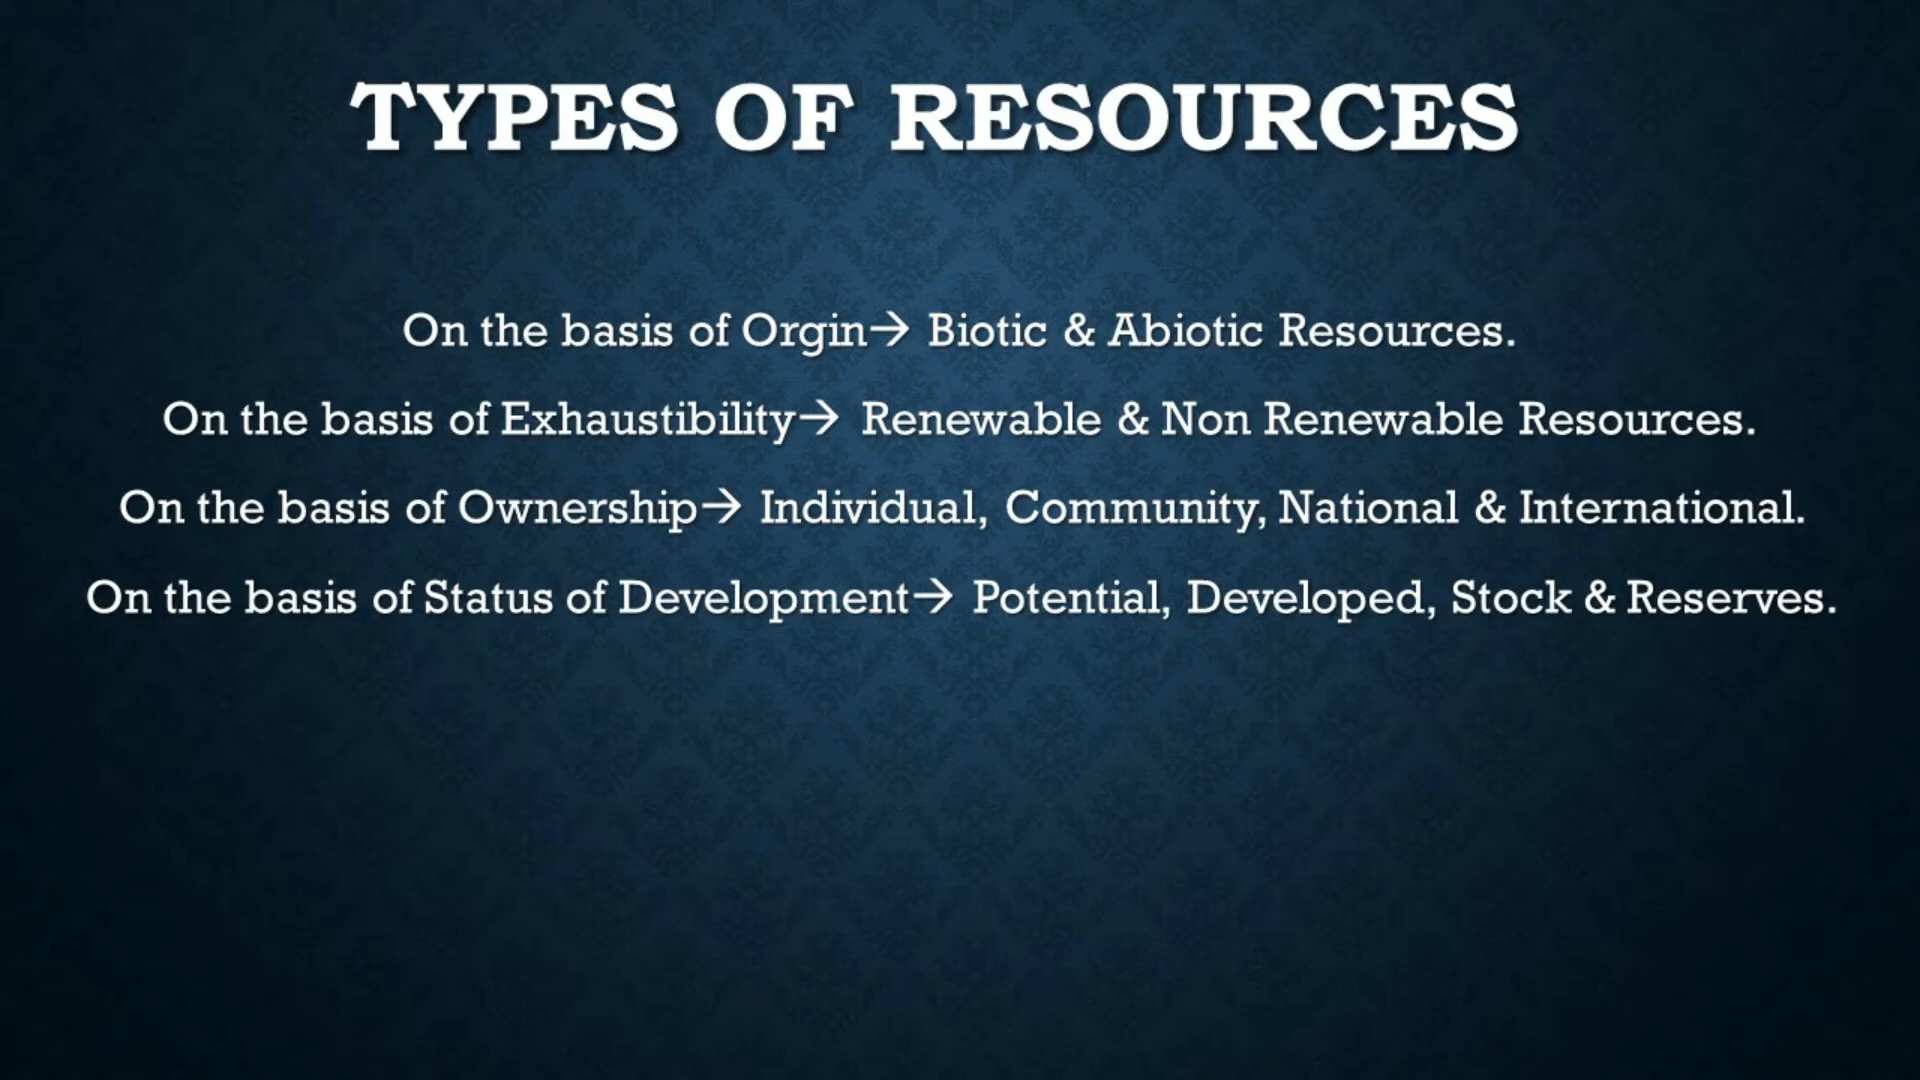 TYPES OF RESOURCES
On the basis of Orgin→ Biotic & Abiotic Resources.
On the basis of Exhaustibility→ Renewable & Non Renewable Resources.
On the basis of Ownership→ Individual, Community, National & International.
On the basis of Status of Development→ Potential, Developed, Stock & Reserves.